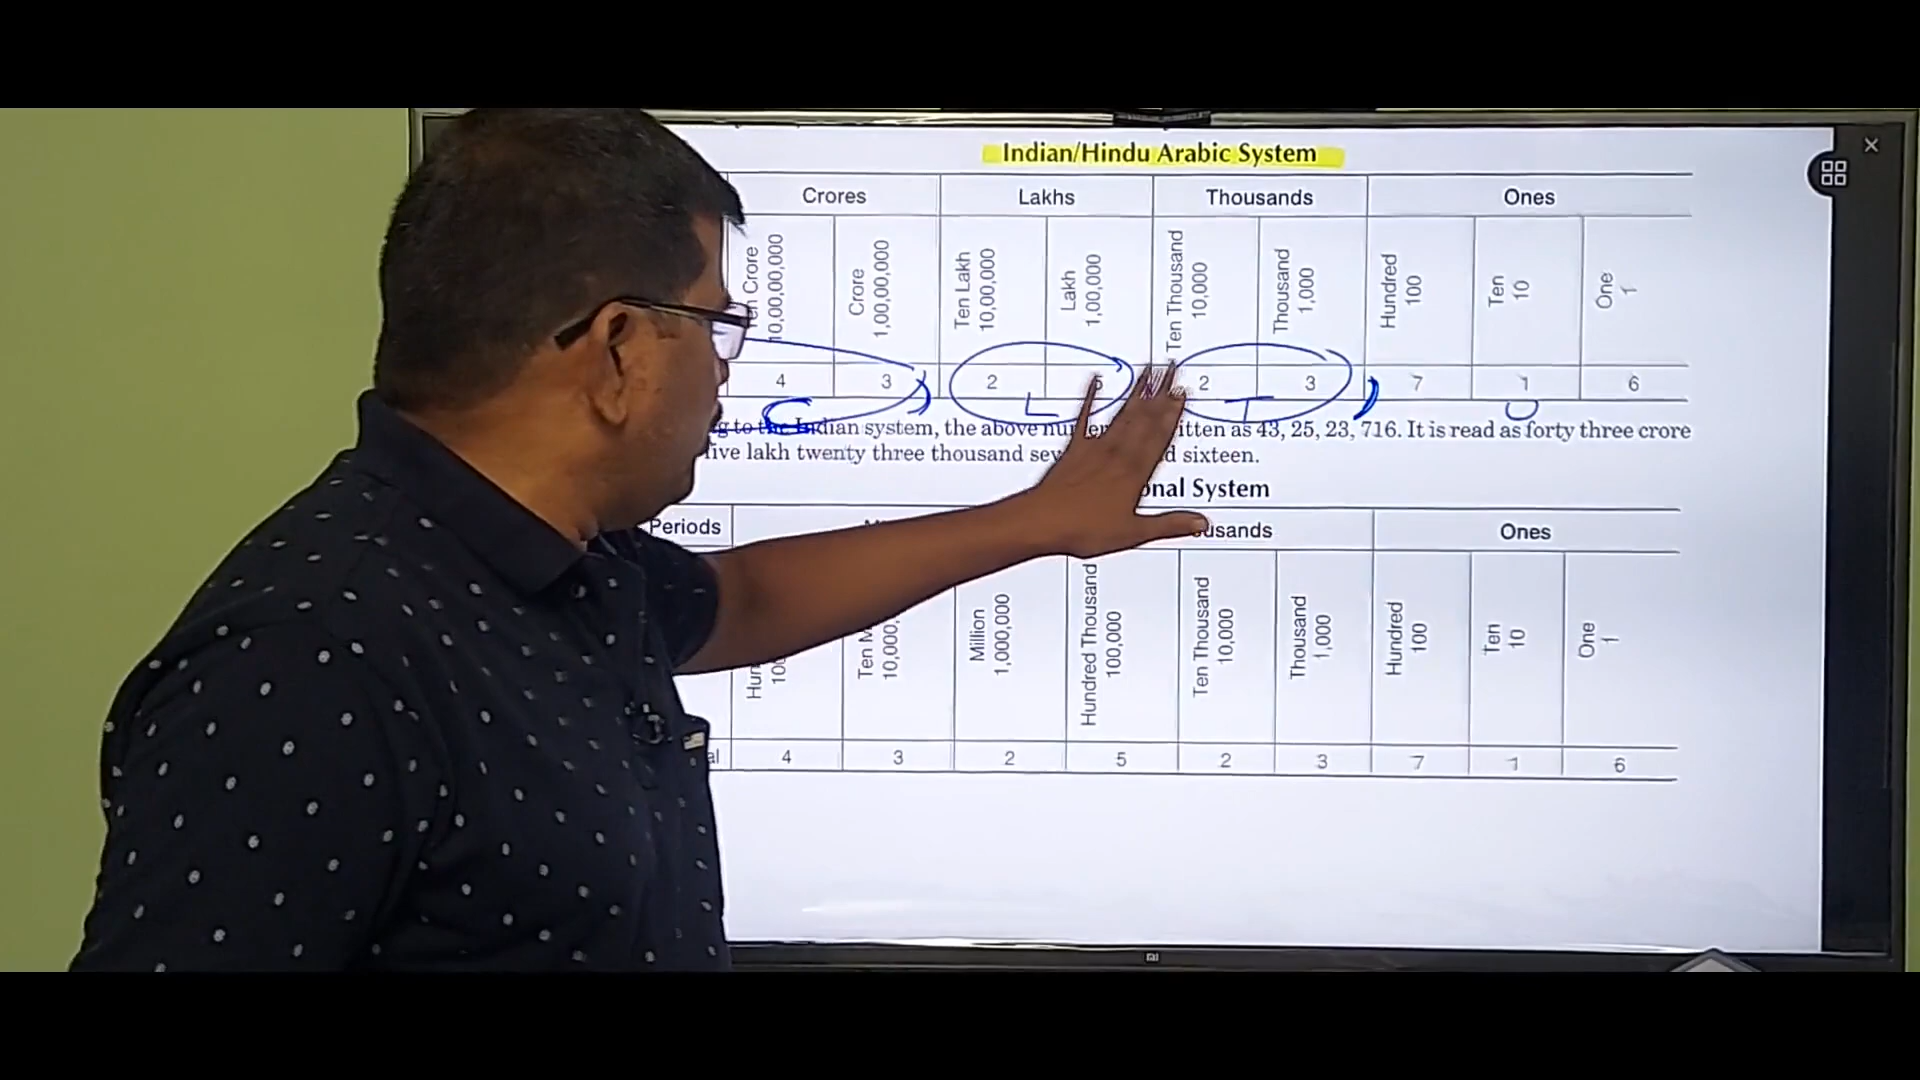 Indian/Hindu Arabic System
Crores Lakhs Thousands Ones
Crore 10,00,00,000 Crore 1,00,00,000 Ten Lakh 10,00,000 Lakh 1,00,000 Ten Thousand 10,000 Thousand 1,000 Hundred 100 Ten 10 One 1
4 3 2 5 2 3 7 1 6
C L T O
to the Indian system, the above as 43, 25, 23, 716. It is read as forty three crore
five lakh twenty three thousand sixteen.
System
Periods Ones
Ten Million 1,000,000 Hundred Thousand 100,000 Ten Thousand 10,000 Thousand 1,000 Hundred 100 Ten 10 One 1
4 3 2 5 2 3 7 1 6
mi